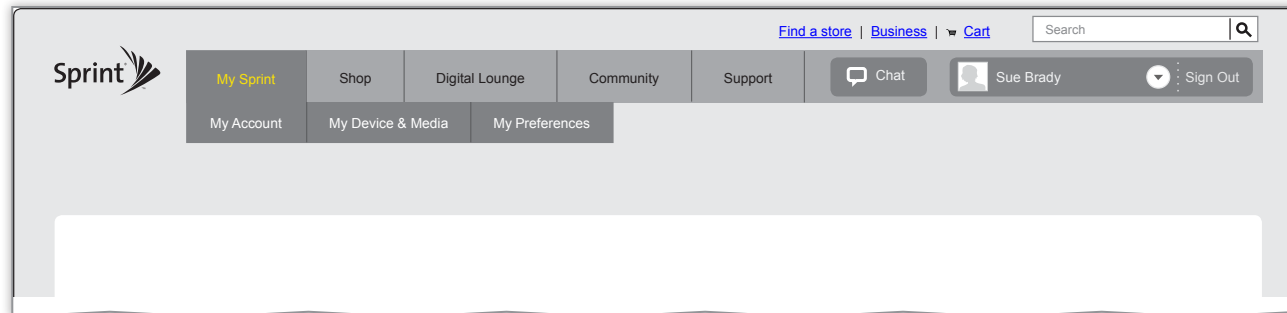 Find a store | Business | Cart Search
Sprint My Sprint Shop Digital Lounge Community Support Chat Sue Brady Sign Out
My Account My Device & Media My Preferences